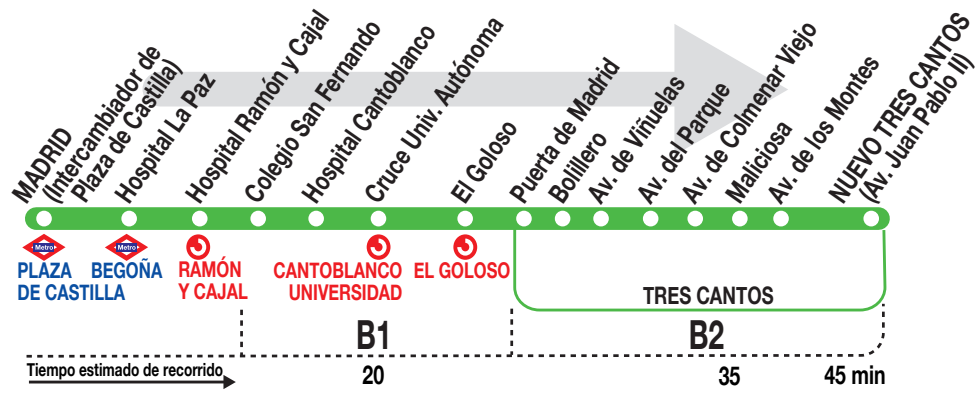 MADRID
(Intercambiador de
Plaza de Castilla)
Hospital La Paz
Hospital Ramón y Cajal
Colegio San Fernando
Hospital Cantoblanco
Cruce Univ. Autónoma
El Goloso
Puerta de Madrid
Bolillero
Av. de Viñuelas
Av. del Parque
Av. de Colmenar Viejo
Maliciosa
Av. de los Montes
NUEVO TRES CANTOS
(Av. Juan Pablo II)
Metro
Metro
PLAZA
DE CASTILLA
BEGOÑA
RAMÓN
Y CAJAL
CANTOBLANCO
UNIVERSIDAD
EL GOLOSO
TRES CANTOS
B1
B2
Tiempo estimado de recorrido
20
35
45 min